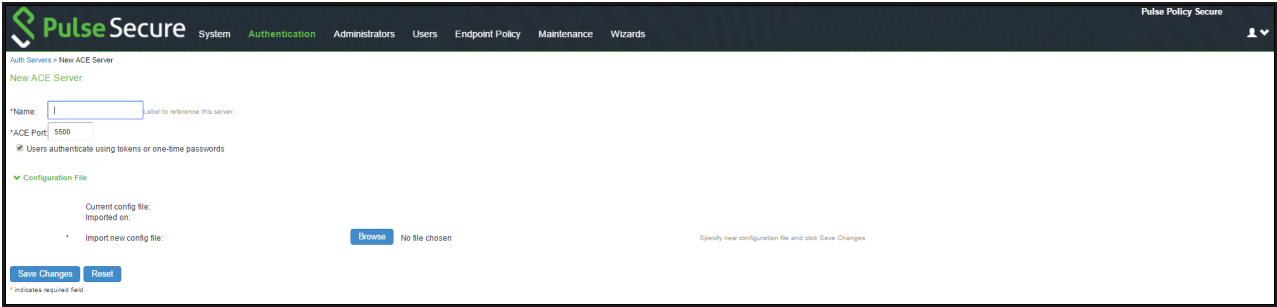 Pulse Policy Secure
Pulse Secure System Authentication Administrators Users Endpoint Policy Maintenance Wizards
Auth Servers > New ACE Server
New ACE Server
*Name: Label to reference this server.
*ACE Port: 5500
Users authenticate using tokens or one-time passwords
Configuration File
Current config file:
Imported on:
* Import new config file: Browse No file chosen Specify new configuration file and click Save Changes
Save Changes Reset
* indicates required field